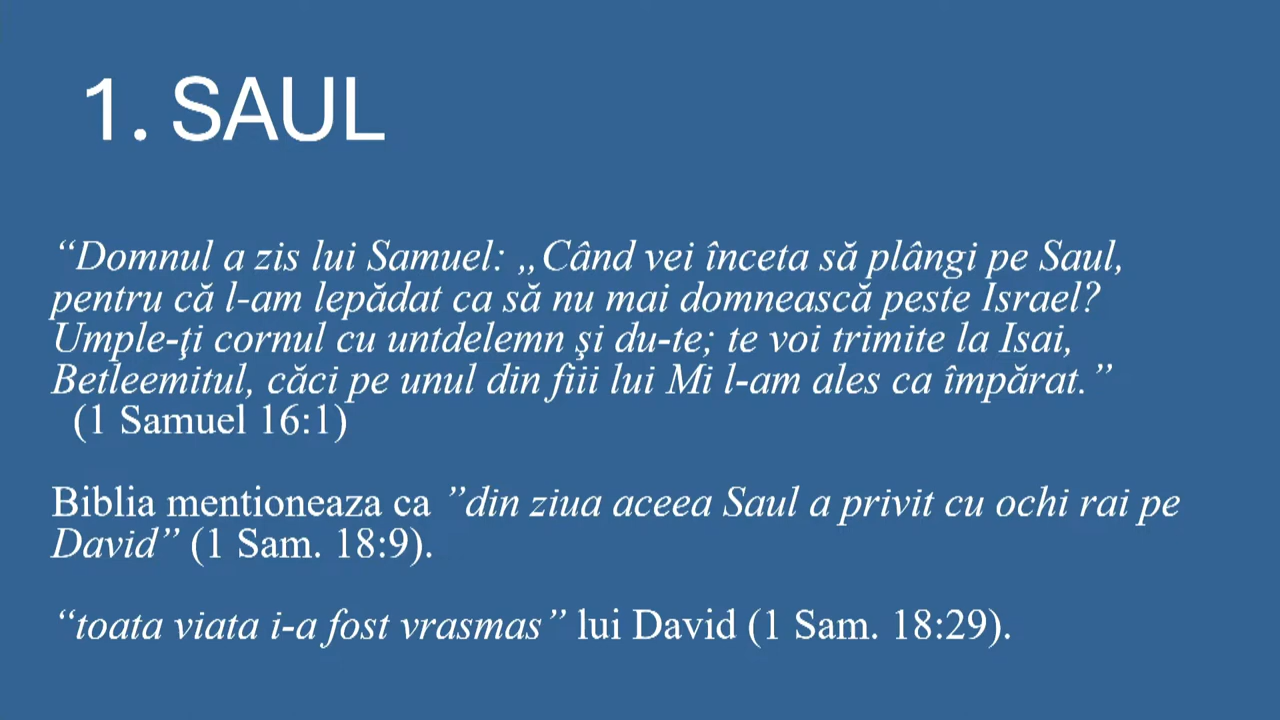 1. SAUL
“Domnul a zis lui Samuel: „Când vei înceta să plângi pe Saul,
pentru că l-am lepădat ca să nu mai domnească peste Israel?
Umple-ţi cornul cu untdelemn şi du-te; te voi trimite la Isai,
Betleemitul, căci pe unul din fiii lui Mi l-am ales ca împărat.”
(1 Samuel 16:1)
Biblia mentioneaza ca ”din ziua aceea Saul a privit cu ochi rai pe
David” (1 Sam. 18:9).
“toata viata i-a fost vrasmas” lui David (1 Sam. 18:29).